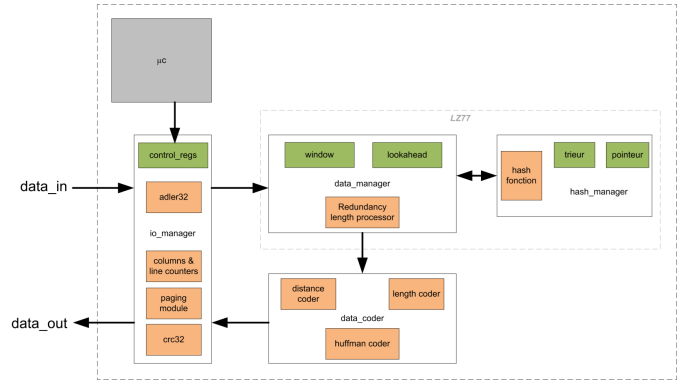 μC
LZ77
control_regs
window
lookahead
hash
fonction
trieur
pointeur
data_manager
hash_manager
data_in
adler32
Redundancy
length processor
io_manager
columns &
line counters
distance
coder
length coder
paging
module
data_coder
data_out
crc32
huffman coder